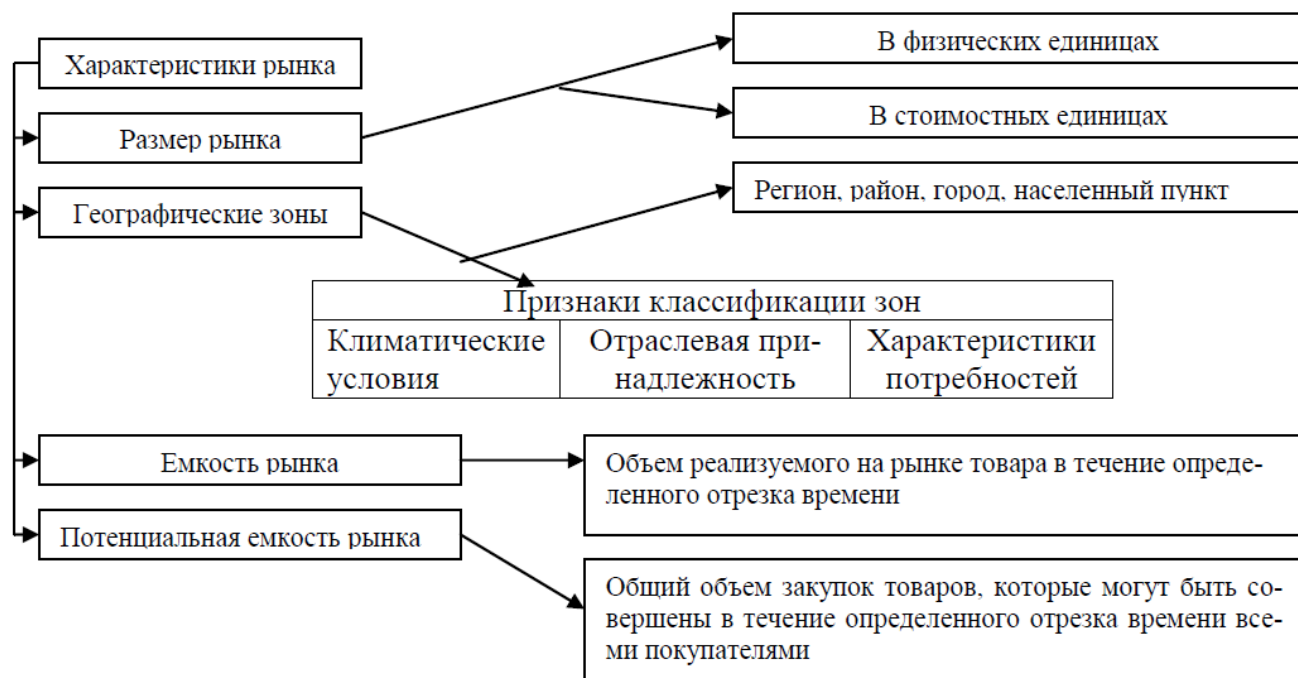 Характеристики рынка
Размер рынка
Географические зоны
В физических единицах
В стоимостных единицах
Регион, район, город, населенный пункт
Признаки классификации зон
Климатические
условия
Отраслевая при-
надлежность
Характеристики
потребностей
Емкость рынка
Объем реализуемого на рынке товара в течение опреде-
ленного отрезка времени
Потенциальная емкость рынка
Общий объем закупок товаров, которые могут быть со-
вершены в течение определенного отрезка времени все-
ми покупателями